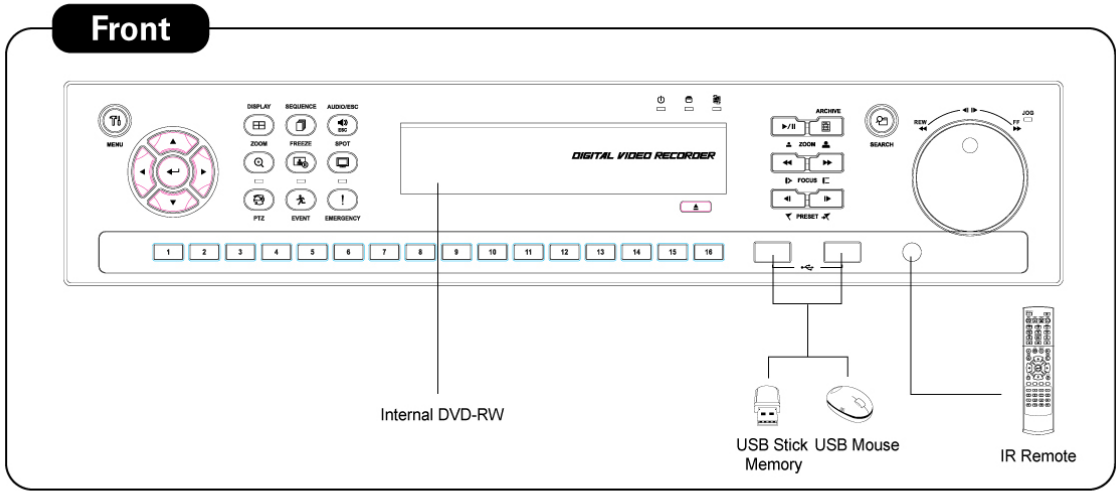 Front
DISPLAY SEQUENCE AUDIO/ESC
ESC
MENU
ZOOM FREEZE SPOT
PTZ EVENT EMERGENCY
DIGITAL VIDEO RECORDER
ARCHIVE
ZOOM
FOCUS
PRESET
SEARCH
REW
FF
JOG
1 2 3 4 5 6 7 8 9 10 11 12 13 14 15 16
Internal DVD-RW
USB Stick
Memory
USB Mouse
IR Remote